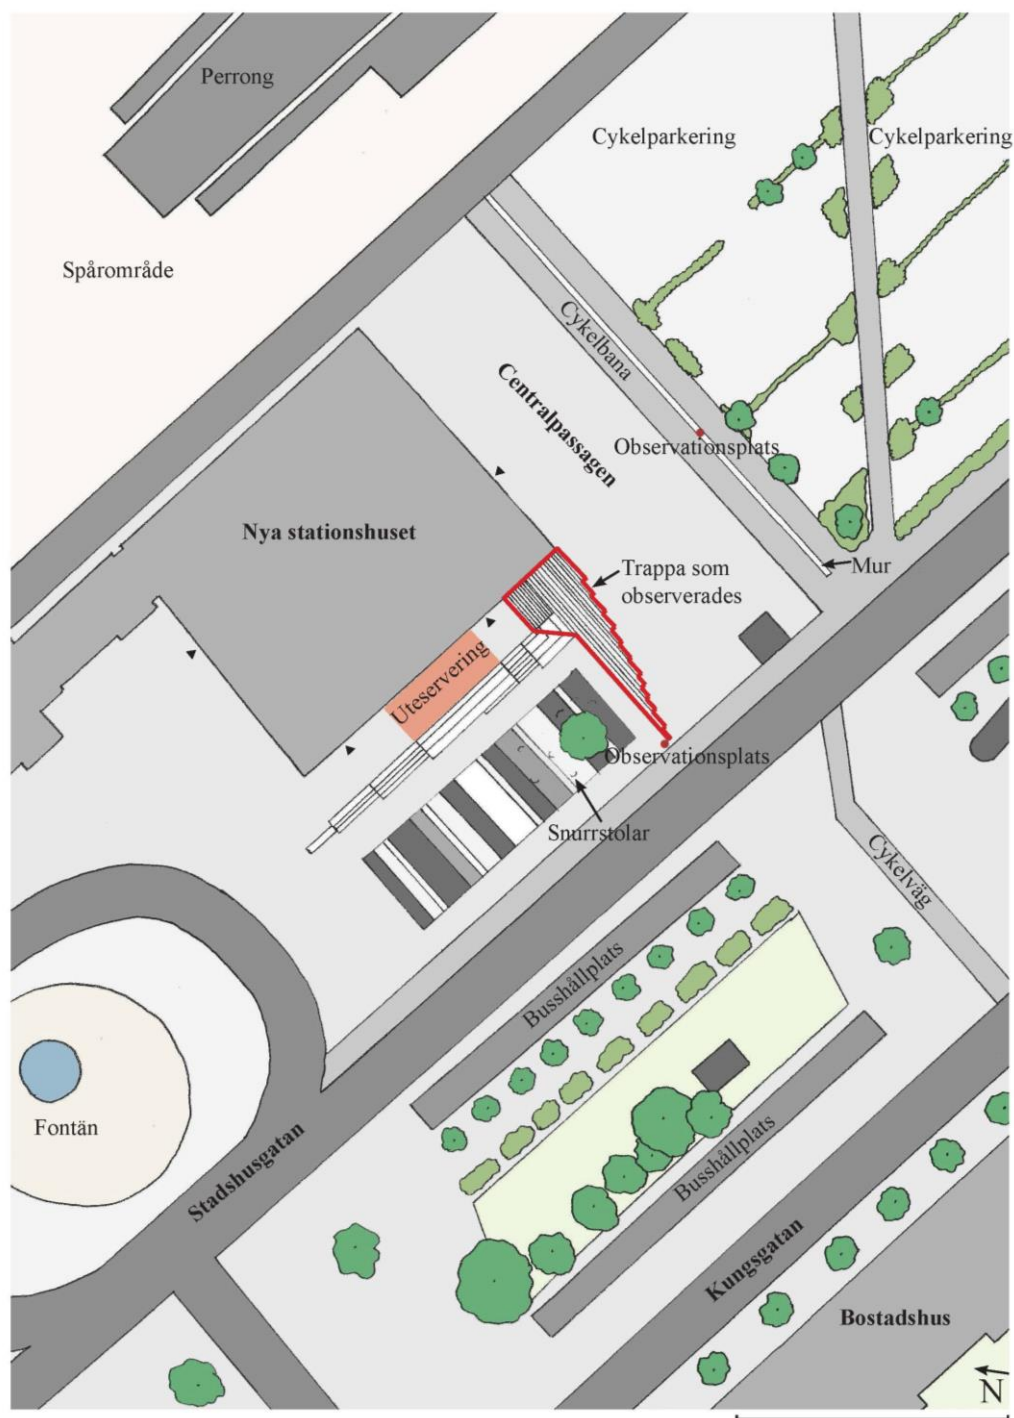 Perrong
Cykelparkering
Cykelparkering
Spårområde
Cykelbana
Centralpassagen
Observationsplats
Nya stationshuset
Trappa som
observerades
Mur
Uteservering
Observationsplats
Snurrstolar
Cykelväg
Busshållplats
Fontän
Stadshusgatan
Busshållplats
Kungsgatan
Bostadshus
N